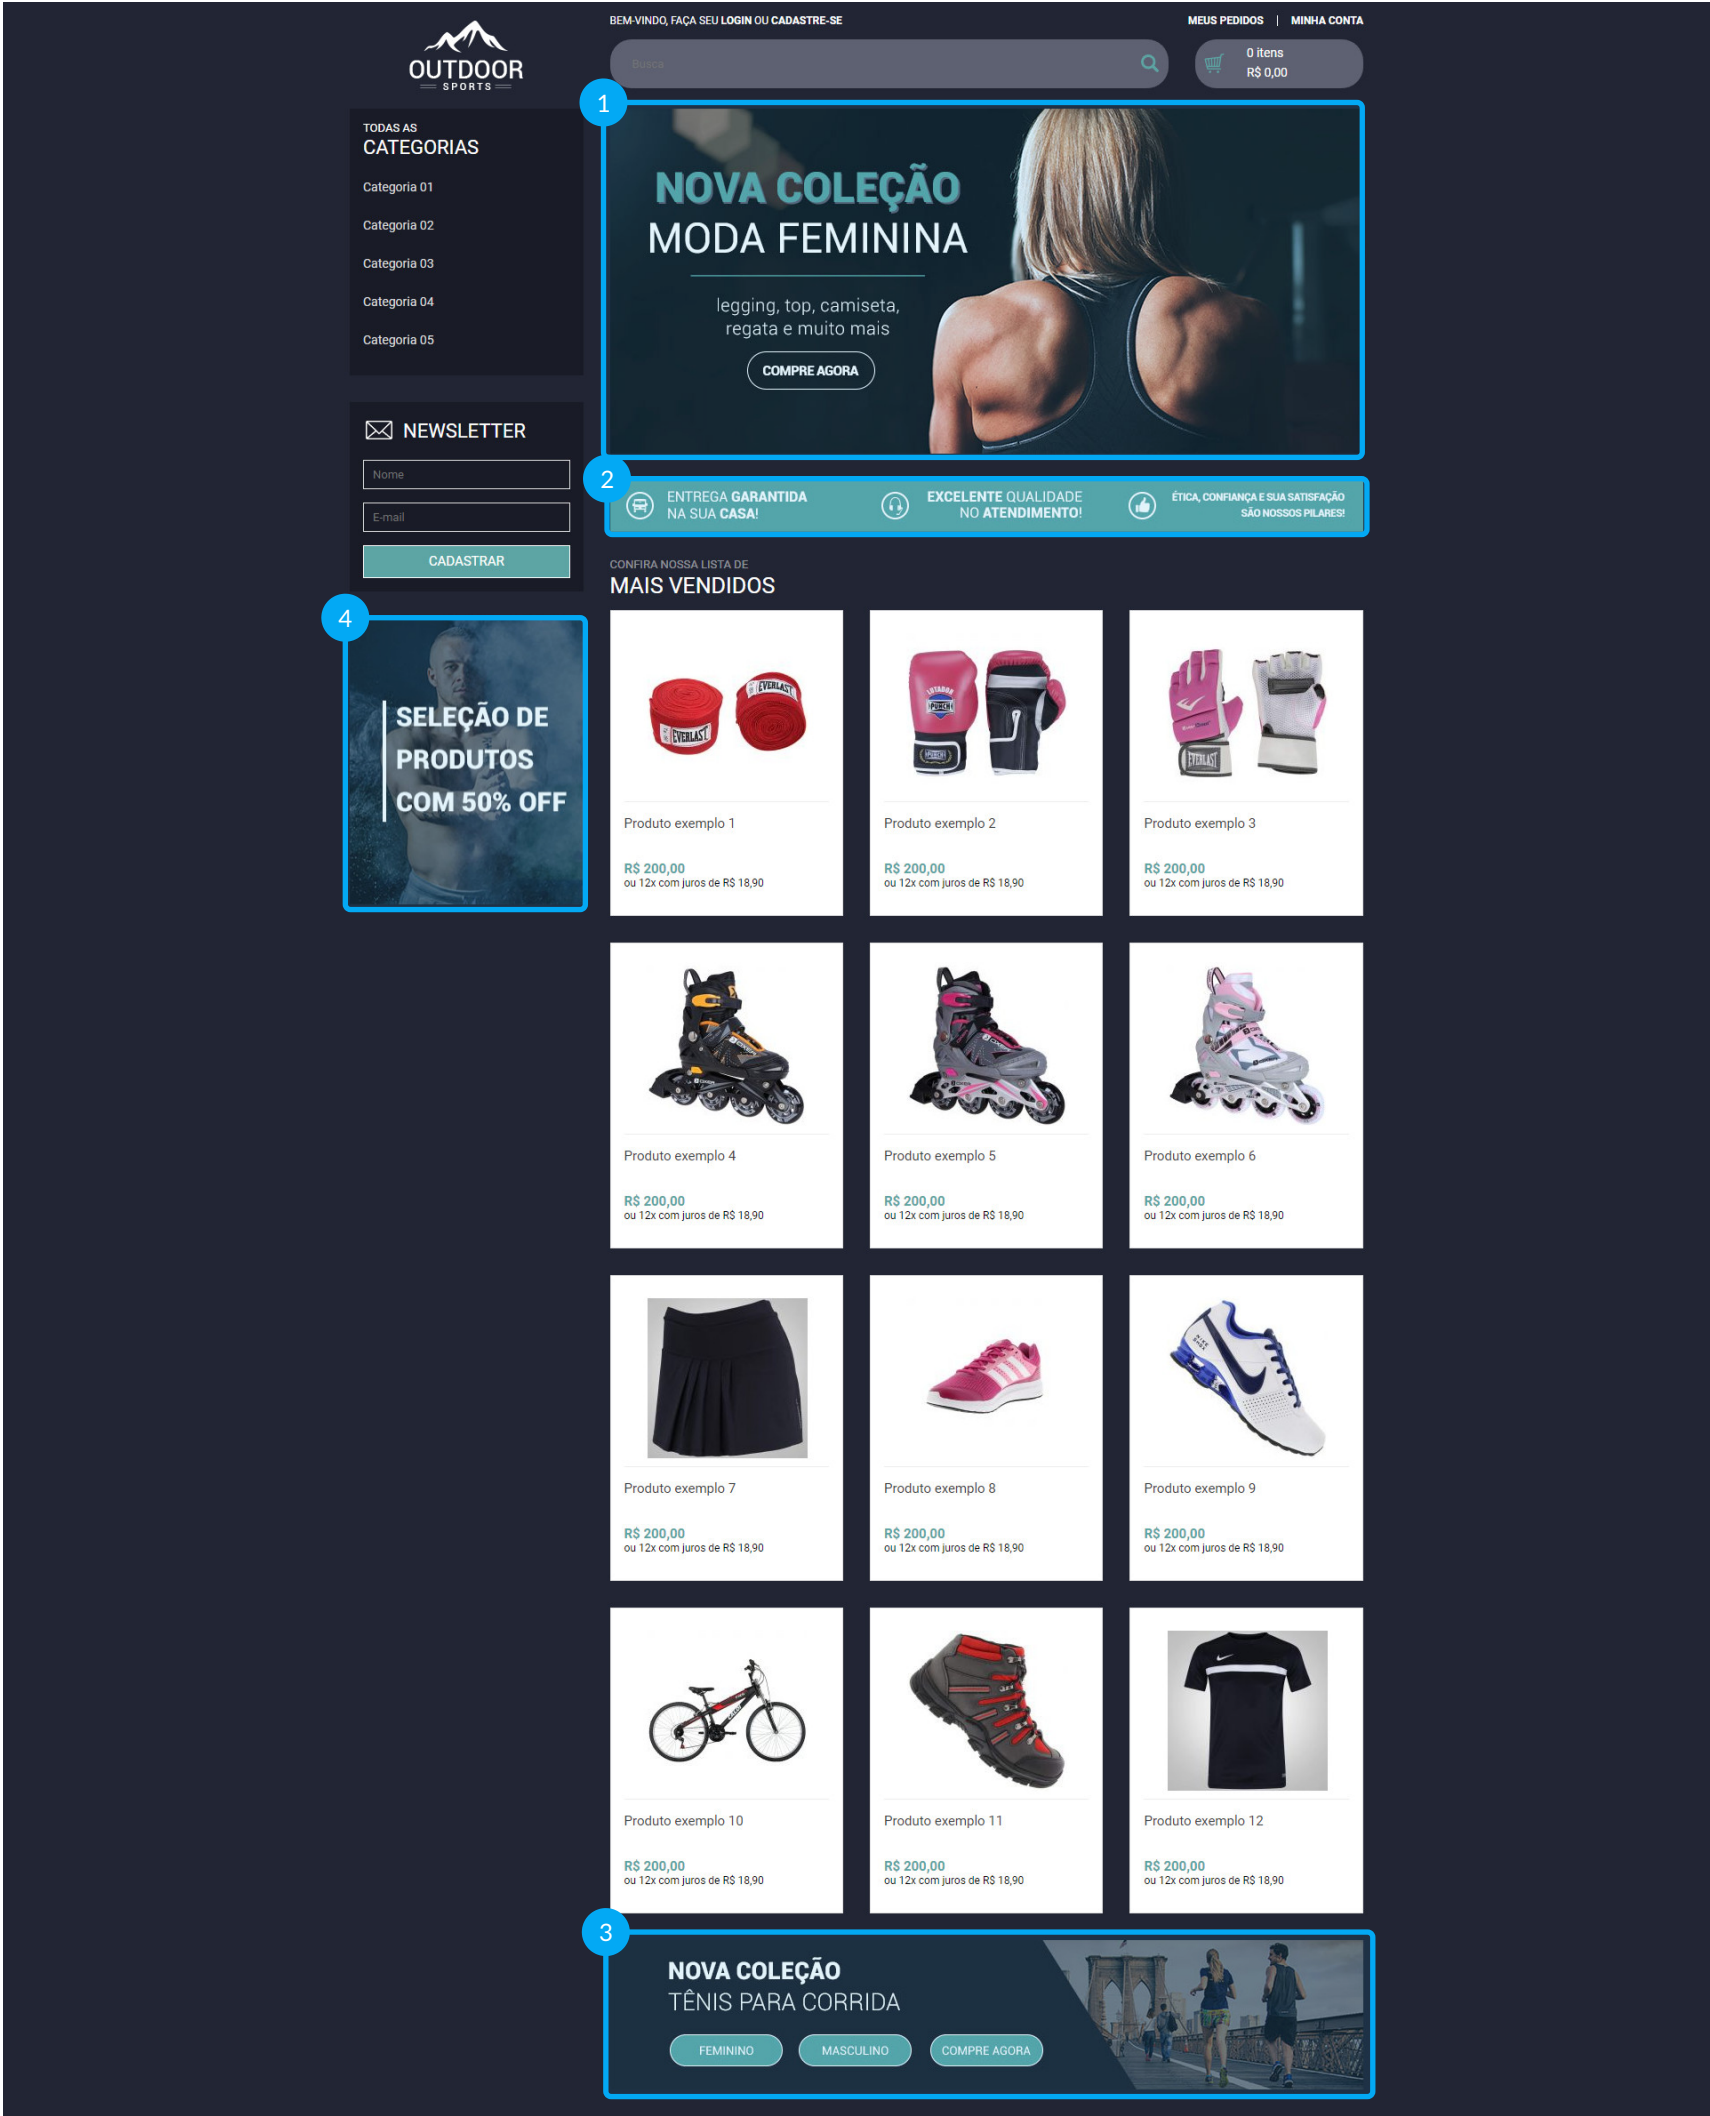 OUTDOOR
SPORTS
BEM-VINDO, FAÇA SEU LOGIN OU CADASTRE-SE
MEUS PEDIDOS | MINHA CONTA
Busca
0 itens
R$ 0,00
TODAS AS
CATEGORIAS
Categoria 01
Categoria 02
Categoria 03
Categoria 04
Categoria 05
NEWSLETTER
Nome
E-mail
CADASTRAR
4
SELEÇÃO DE
PRODUTOS
COM 50% OFF
1
NOVA COLEÇÃO
MODA FEMININA
legging, top, camiseta,
regata e muito mais
COMPRE AGORA
2
ENTREGA GARANTIDA
NA SUA CASA!
EXCELENTE QUALIDADE
NO ATENDIMENTO!
ÉTICA, CONFIANÇA E SUA SATISFAÇÃO
SÃO NOSSOS PILARES!
CONFIRA NOSSA LISTA DE
MAIS VENDIDOS
EVERLAST
EVERLAST
Produto exemplo 1
R$ 200,00
ou 12x com juros de R$ 18,90
LUTADOR
PUNCH
PUNCH
Produto exemplo 2
R$ 200,00
ou 12x com juros de R$ 18,90
EVERLAST
Produto exemplo 3
R$ 200,00
ou 12x com juros de R$ 18,90
Produto exemplo 4
R$ 200,00
ou 12x com juros de R$ 18,90
Produto exemplo 5
R$ 200,00
ou 12x com juros de R$ 18,90
Produto exemplo 6
R$ 200,00
ou 12x com juros de R$ 18,90
Produto exemplo 7
R$ 200,00
ou 12x com juros de R$ 18,90
Produto exemplo 8
R$ 200,00
ou 12x com juros de R$ 18,90
Produto exemplo 9
R$ 200,00
ou 12x com juros de R$ 18,90
Produto exemplo 10
R$ 200,00
ou 12x com juros de R$ 18,90
Produto exemplo 11
R$ 200,00
ou 12x com juros de R$ 18,90
Produto exemplo 12
R$ 200,00
ou 12x com juros de R$ 18,90
3
NOVA COLEÇÃO
TÊNIS PARA CORRIDA
FEMININO
MASCULINO
COMPRE AGORA